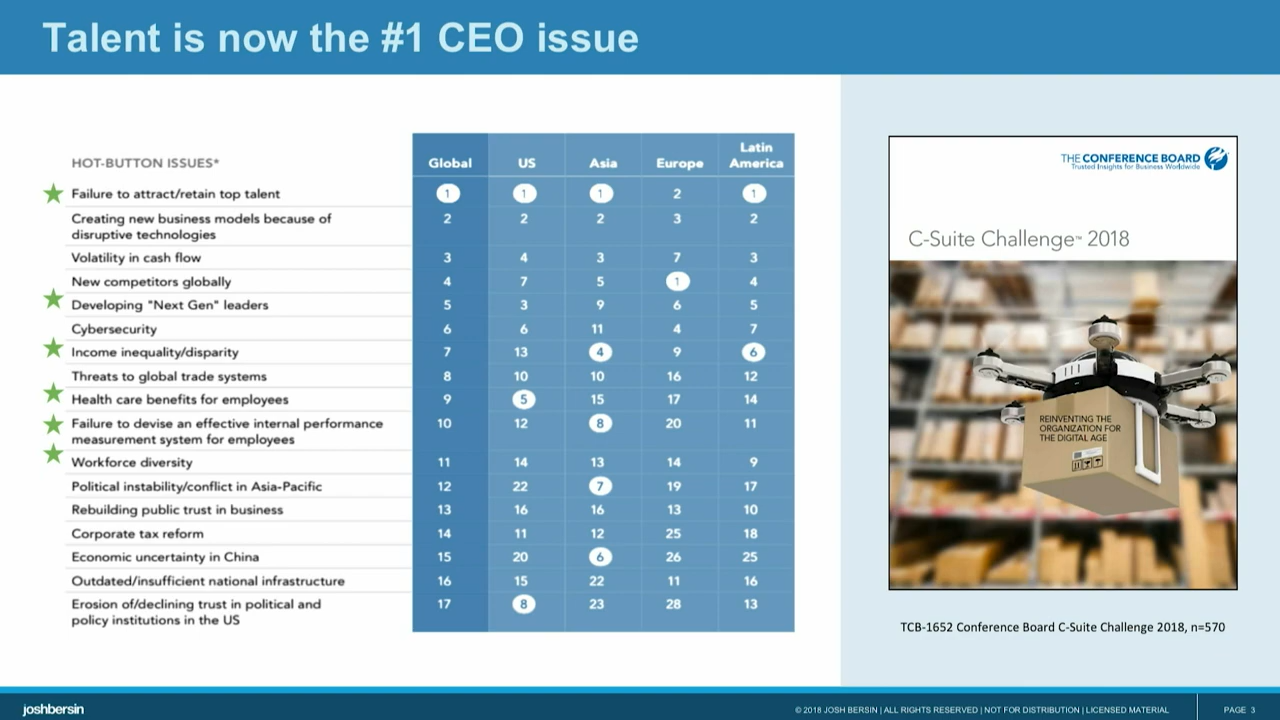 Talent is now the #1 CEO issue
HOT-BUTTON ISSUES*
Global US Asia Europe Latin America
Failure to attract/retain top talent 1 1 1 2 1
Creating new business models because of
disruptive technologies 2 2 2 3 2
Volatility in cash flow 3 4 3 7 3
New competitors globally 4 7 5 1 4
Developing "Next Gen" leaders 5 3 9 6 5
Cybersecurity 6 6 11 4 7
Income inequality/disparity 7 13 4 9 6
Threats to global trade systems 8 10 10 16 12
Health care benefits for employees 9 5 15 17 14
Failure to devise an effective internal performance
measurement system for employees 10 12 8 20 11
Workforce diversity 11 14 13 14 9
Political instability/conflict in Asia-Pacific 12 22 7 19 17
Rebuilding public trust in business 13 16 16 13 10
Corporate tax reform 14 11 12 25 18
Economic uncertainty in China 15 20 6 26 25
Outdated/insufficient national infrastructure 16 15 22 11 16
Erosion of/declining trust in political and
policy institutions in the US 17 8 23 28 13
THE CONFERENCE BOARD
Trusted Insights for Business Worldwide
C-Suite Challenge™ 2018
REINVENTING THE
ORGANIZATION FOR
THE DIGITAL AGE
TCB-1652 Conference Board C-Suite Challenge 2018, n=570
joshbersin
© 2018 JOSH BERSIN | ALL RIGHTS RESERVED | NOT FOR DISTRIBUTION | LICENSED MATERIAL
PAGE 3